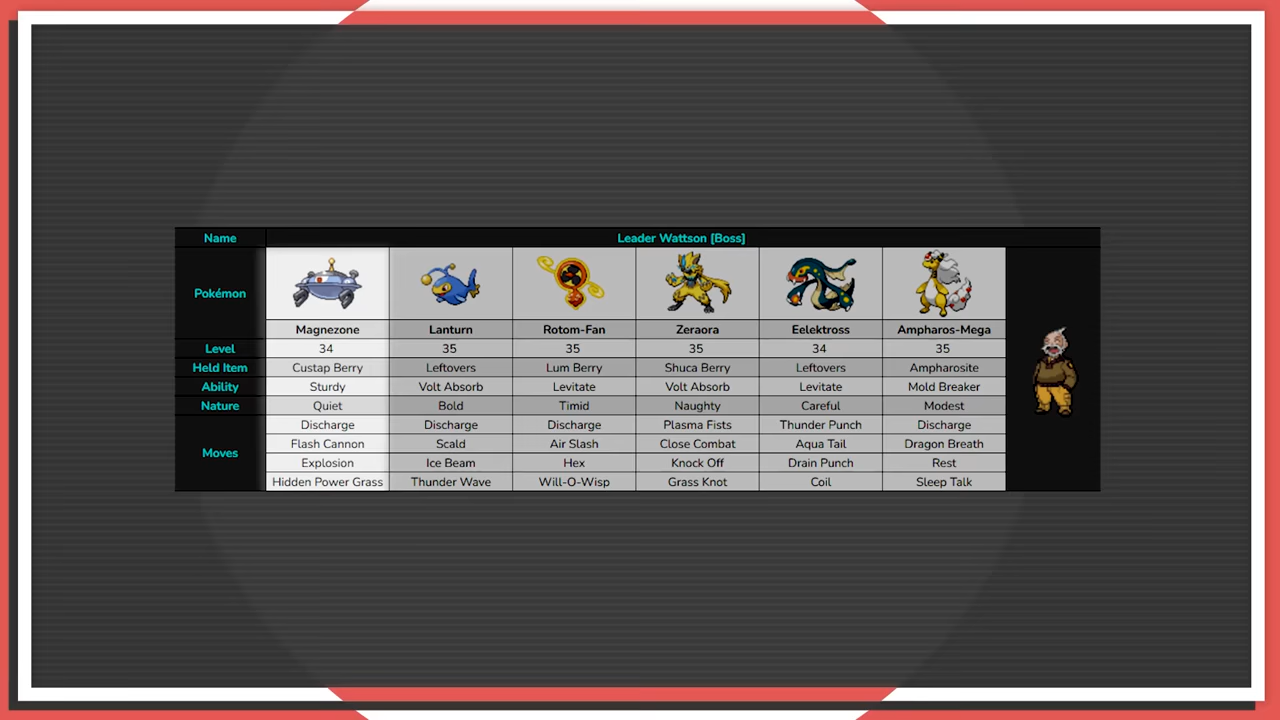 Name Leader Wattson [Boss]
Pokémon Magnezone Lanturn Rotom-Fan Zeraora Eelektross Ampharos-Mega
Level 34 35 35 35 34 35
Held Item Custap Berry Leftovers Lum Berry Shuca Berry Leftovers Ampharosite
Ability Sturdy Volt Absorb Levitate Volt Absorb Levitate Mold Breaker
Nature Quiet Bold Timid Naughty Careful Modest
Moves Discharge Discharge Discharge Plasma Fists Thunder Punch Discharge
Flash Cannon Scald Air Slash Close Combat Aqua Tail Dragon Breath
Explosion Ice Beam Hex Knock Off Drain Punch Rest
Hidden Power Grass Thunder Wave Will-O-Wisp Grass Knot Coil Sleep Talk